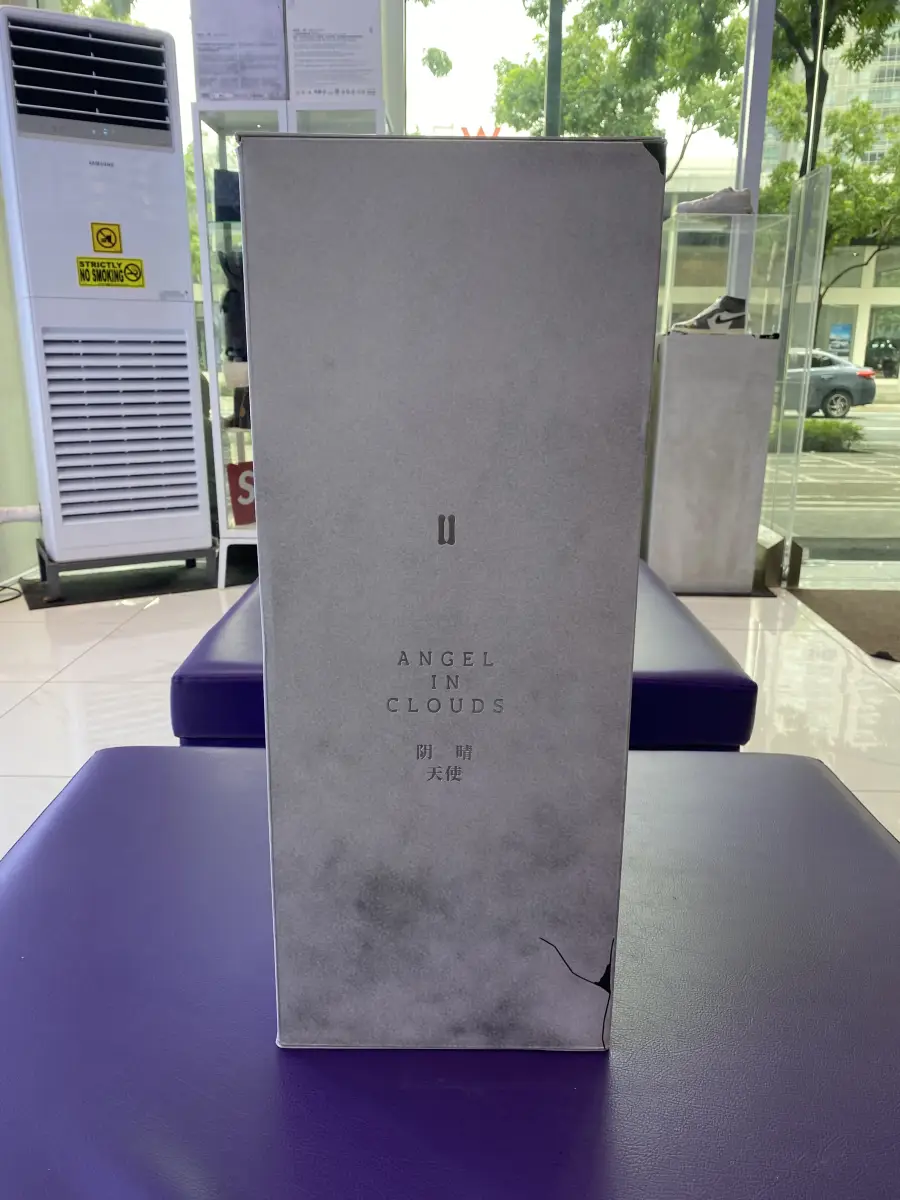 SAMSUNG
STRICTLY
NO SMOKING
S
W
ANGEL
IN
CLOUDS
阴 晴
天使